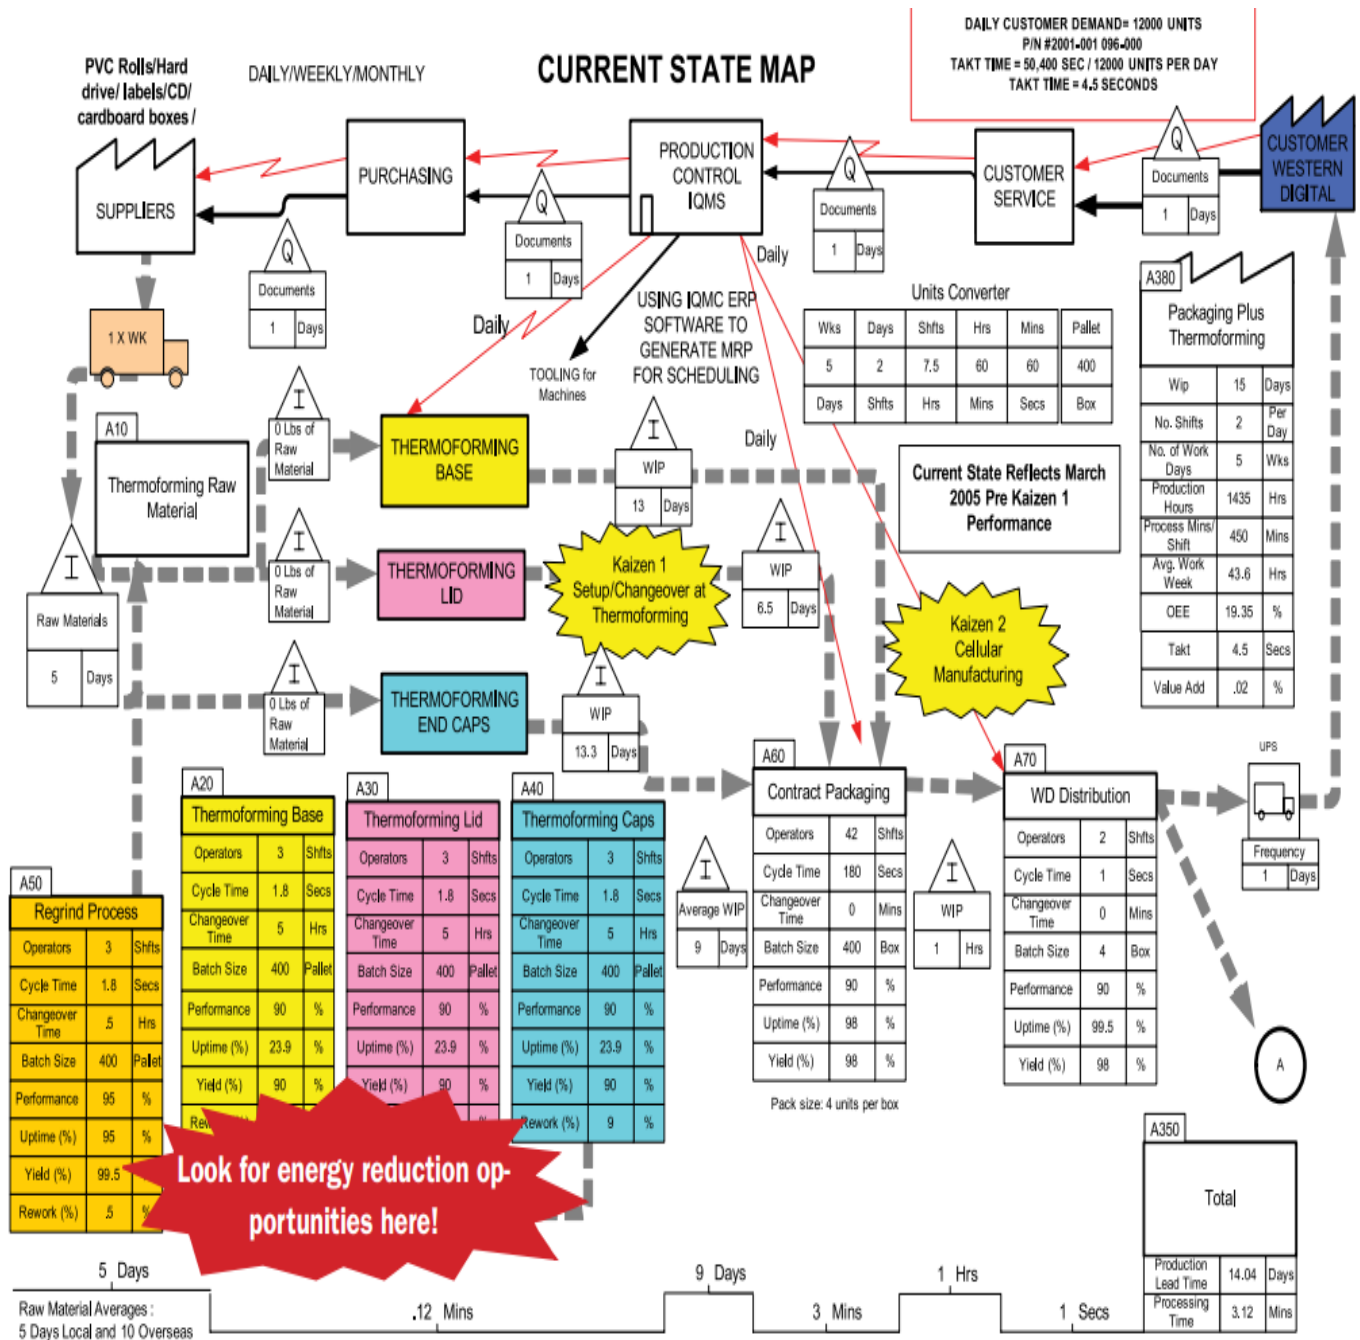 DAILY CUSTOMER DEMAND= 12000 UNITS
P/N #2001-001 096-000
TAKT TIME = 50,400 SEC / 12000 UNITS PER DAY
TAKT TIME = 4.5 SECONDS
CURRENT STATE MAP
PVC Rolls/Hard
drive/ labels/CD/
cardboard boxes /
DAILY/WEEKLY/MONTHLY
SUPPLIERS
PURCHASING
PRODUCTION
CONTROL
IQMS
CUSTOMER
SERVICE
CUSTOMER
WESTERN
DIGITAL
Q
Documents
1 Days
Q
Documents
1 Days
Q
Documents
1 Days
Q
Documents
1 Days
1 X WK
Daily
Daily
Daily
TOOLING for
Machines
USING IQMC ERP
SOFTWARE TO
GENERATE MRP
FOR SCHEDULING
Units Converter
Wks Days Shfts Hrs Mins Pallet
5 2 7.5 60 60 400
Days Shfts Hrs Mins Secs Box
Current State Reflects March
2005 Pre Kaizen 1
Performance
A380
Packaging Plus
Thermoforming
Wip 15 Days
No. Shifts 2 Per
Day
No. of Work
Days 5 Wks
Production
Hours 1435 Hrs
Process Mins/
Shift 450 Mins
Avg. Work
Week 43.6 Hrs
OEE 19.35 %
Takt 4.5 Secs
Value Add .02 %
A10
Thermoforming Raw
Material
I
Raw Materials
5 Days
I
0 Lbs of
Raw
Material
I
0 Lbs of
Raw
Material
I
0 Lbs of
Raw
Material
THERMOFORMING
BASE
THERMOFORMING
LID
THERMOFORMING
END CAPS
I
WIP
13 Days
I
WIP
6.5 Days
I
WIP
13.3 Days
Kaizen 1
Setup/Changeover at
Thermoforming
Kaizen 2
Cellular
Manufacturing
A50
Regrind Process
Operators 3 Shfts
Cycle Time 1.8 Secs
Changeover
Time .5 Hrs
Batch Size 400 Pallet
Performance 95 %
Uptime (%) 95 %
Yield (%) 99.5
Rework (%) .5 %
A20
Thermoforming Base
Operators 3 Shfts
Cycle Time 1.8 Secs
Changeover
Time 5 Hrs
Batch Size 400 Pallet
Performance 90 %
Uptime (%) 23.9 %
Yield (%) 90 %
A30
Thermoforming Lid
Operators 3 Shfts
Cycle Time 1.8 Secs
Changeover
Time 5 Hrs
Batch Size 400 Pallet
Performance 90 %
Uptime (%) 23.9 %
Yield (%) 90 %
%
A40
Thermoforming Caps
Operators 3 Shfts
Cycle Time 1.8 Secs
Changeover
Time 5 Hrs
Batch Size 400 Pallet
Performance 90 %
Uptime (%) 23.9 %
Yield (%) 90 %
Rework (%) 9 %
Look for energy reduction op-
portunities here!
I
Average WIP
9 Days
A60
Contract Packaging
Operators 42 Shfts
Cycle Time 180 Secs
Changeover
Time 0 Mins
Batch Size 400 Box
Performance 90 %
Uptime (%) 98 %
Yield (%) 98 %
Pack size: 4 units per box
I
WIP
1 Hrs
A70
WD Distribution
Operators 2 Shfts
Cycle Time 1 Secs
Changeover
Time 0 Mins
Batch Size 4 Box
Performance 90 %
Uptime (%) 99.5 %
Yield (%) 98 %
UPS
Frequency
1 Days
A
A350
Total
Production
Lead Time 14.04 Days
Processing
Time 3.12 Mins
5 Days
.12 Mins
9 Days
3 Mins
1 Hrs
1 Secs
Raw Material Averages :
5 Days Local and 10 Overseas